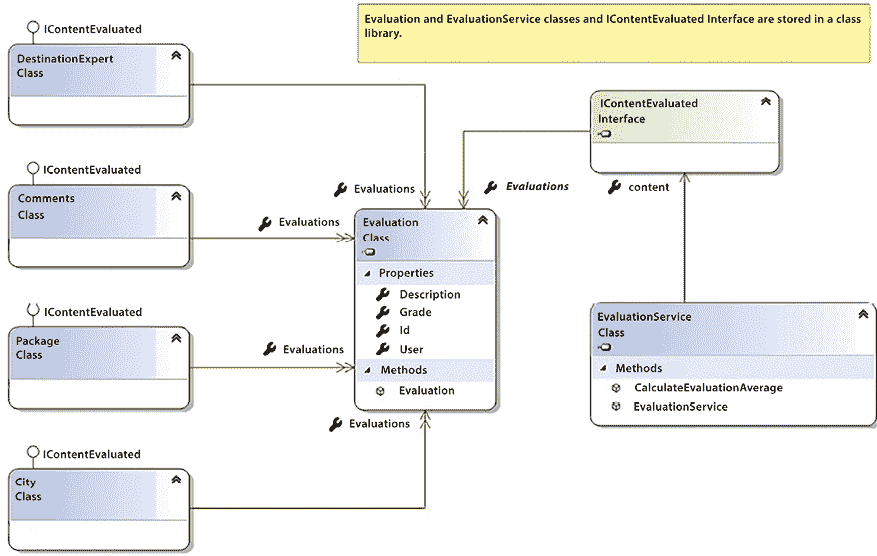 IContentEvaluated
Evaluation and EvaluationService classes and IContentEvaluated Interface are stored in a class
library.
DestinationExpert
Class
IContentEvaluated
Interface
IContentEvaluated
Comments
Class
Evaluations
Evaluations
content
Evaluations
Evaluation
Class
Properties
Description
Grade
Id
User
Methods
Evaluation
IContentEvaluated
Package
Class
Evaluations
EvaluationService
Class
Methods
CalculateEvaluationAverage
EvaluationService
Evaluations
IContentEvaluated
City
Class